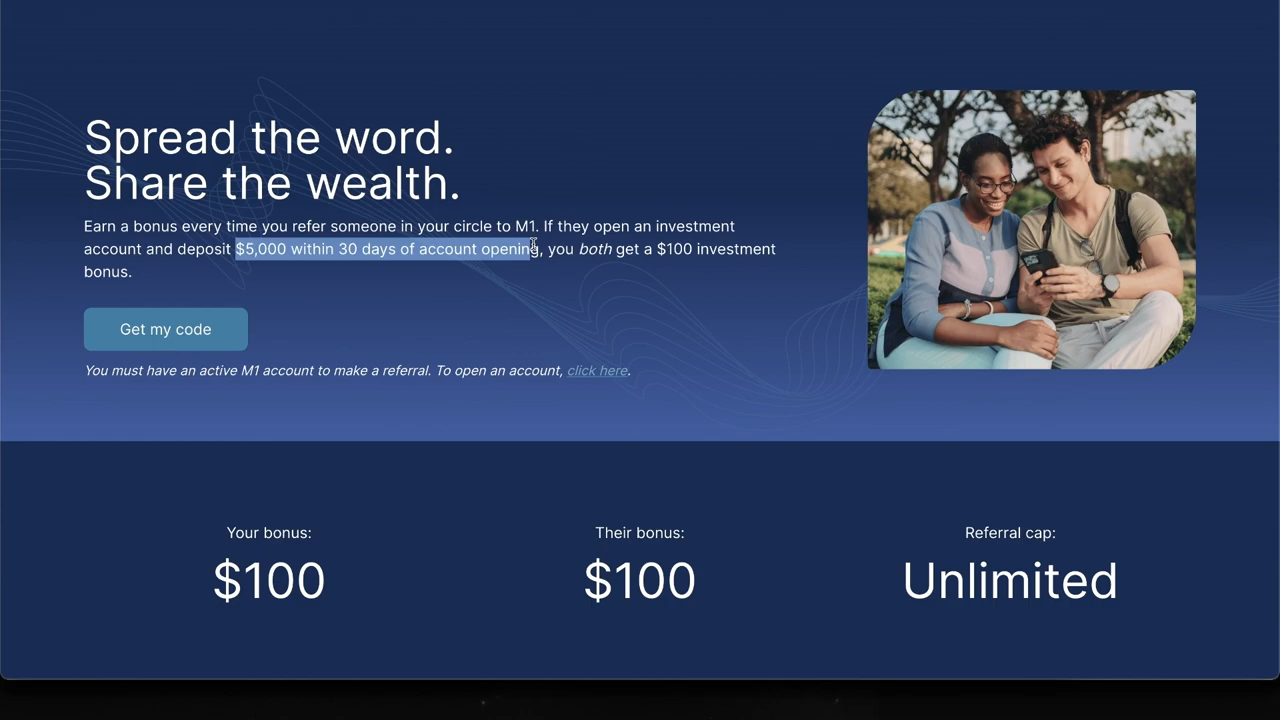 Spread the word.
Share the wealth.
Earn a bonus every time you refer someone in your circle to M1. If they open an investment
account and deposit $5,000 within 30 days of account opening, you both get a $100 investment
bonus.
Get my code
You must have an active M1 account to make a referral. To open an account, click here.
Your bonus:
$100
Their bonus:
$100
Referral cap:
Unlimited